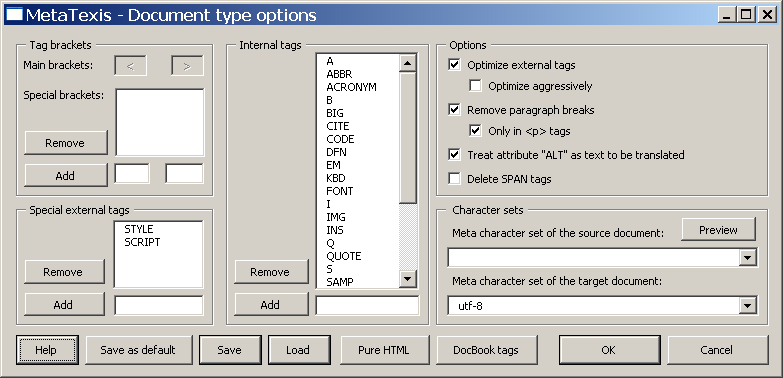 MetaTexis - Document type options
Tag brackets
Main brackets:
<
>
Special brackets:
Remove
Add
Special external tags
STYLE
SCRIPT
Remove
Add
Internal tags
A
ABBR
ACRONYM
B
BIG
CITE
CODE
DFN
EM
KBD
FONT
I
IMG
INS
Q
QUOTE
S
SAMP
Remove
Add
Options
Optimize external tags
Optimize aggressively
Remove paragraph breaks
Only in <p> tags
Treat attribute "ALT" as text to be translated
Delete SPAN tags
Character sets
Meta character set of the source document:
Preview
Meta character set of the target document:
utf-8
Help
Save as default
Save
Load
Pure HTML
DocBook tags
OK
Cancel